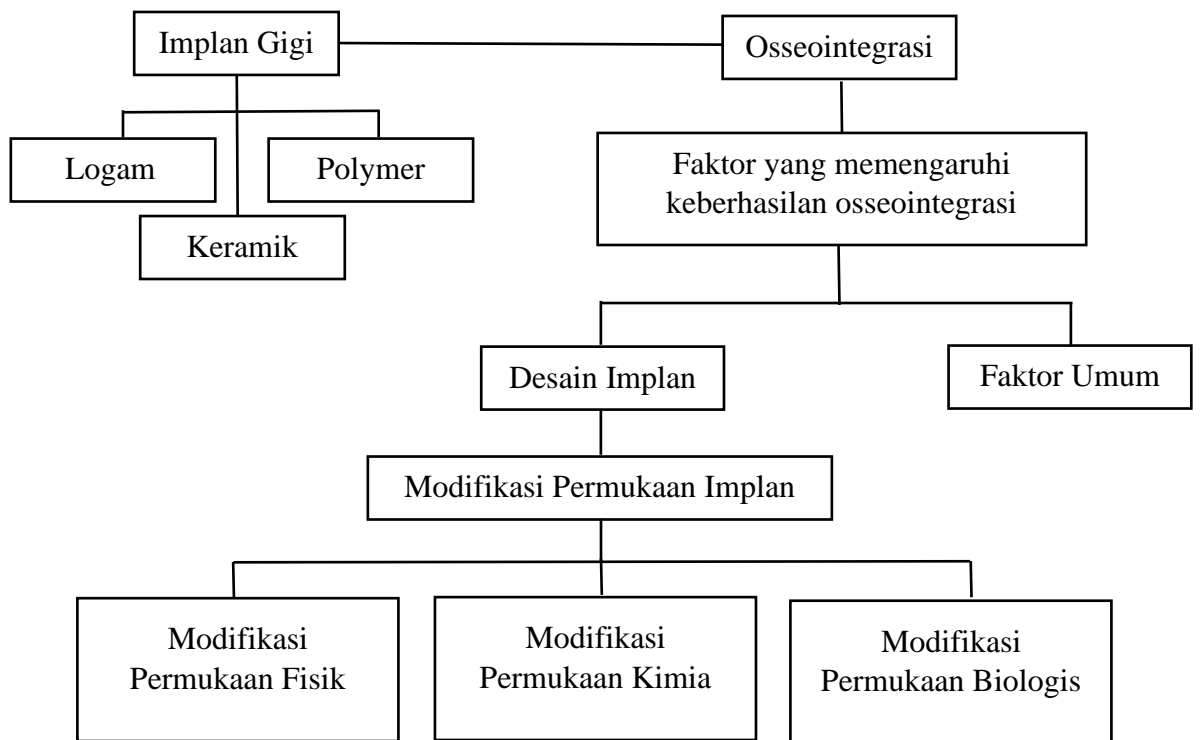 Implan Gigi
Osseointegrasi
Logam
Polymer
Keramik
Faktor yang memengaruhi
keberhasilan osseointegrasi
Desain Implan
Faktor Umum
Modifikasi Permukaan Implan
Modifikasi
Permukaan Fisik
Modifikasi
Permukaan Kimia
Modifikasi
Permukaan Biologis